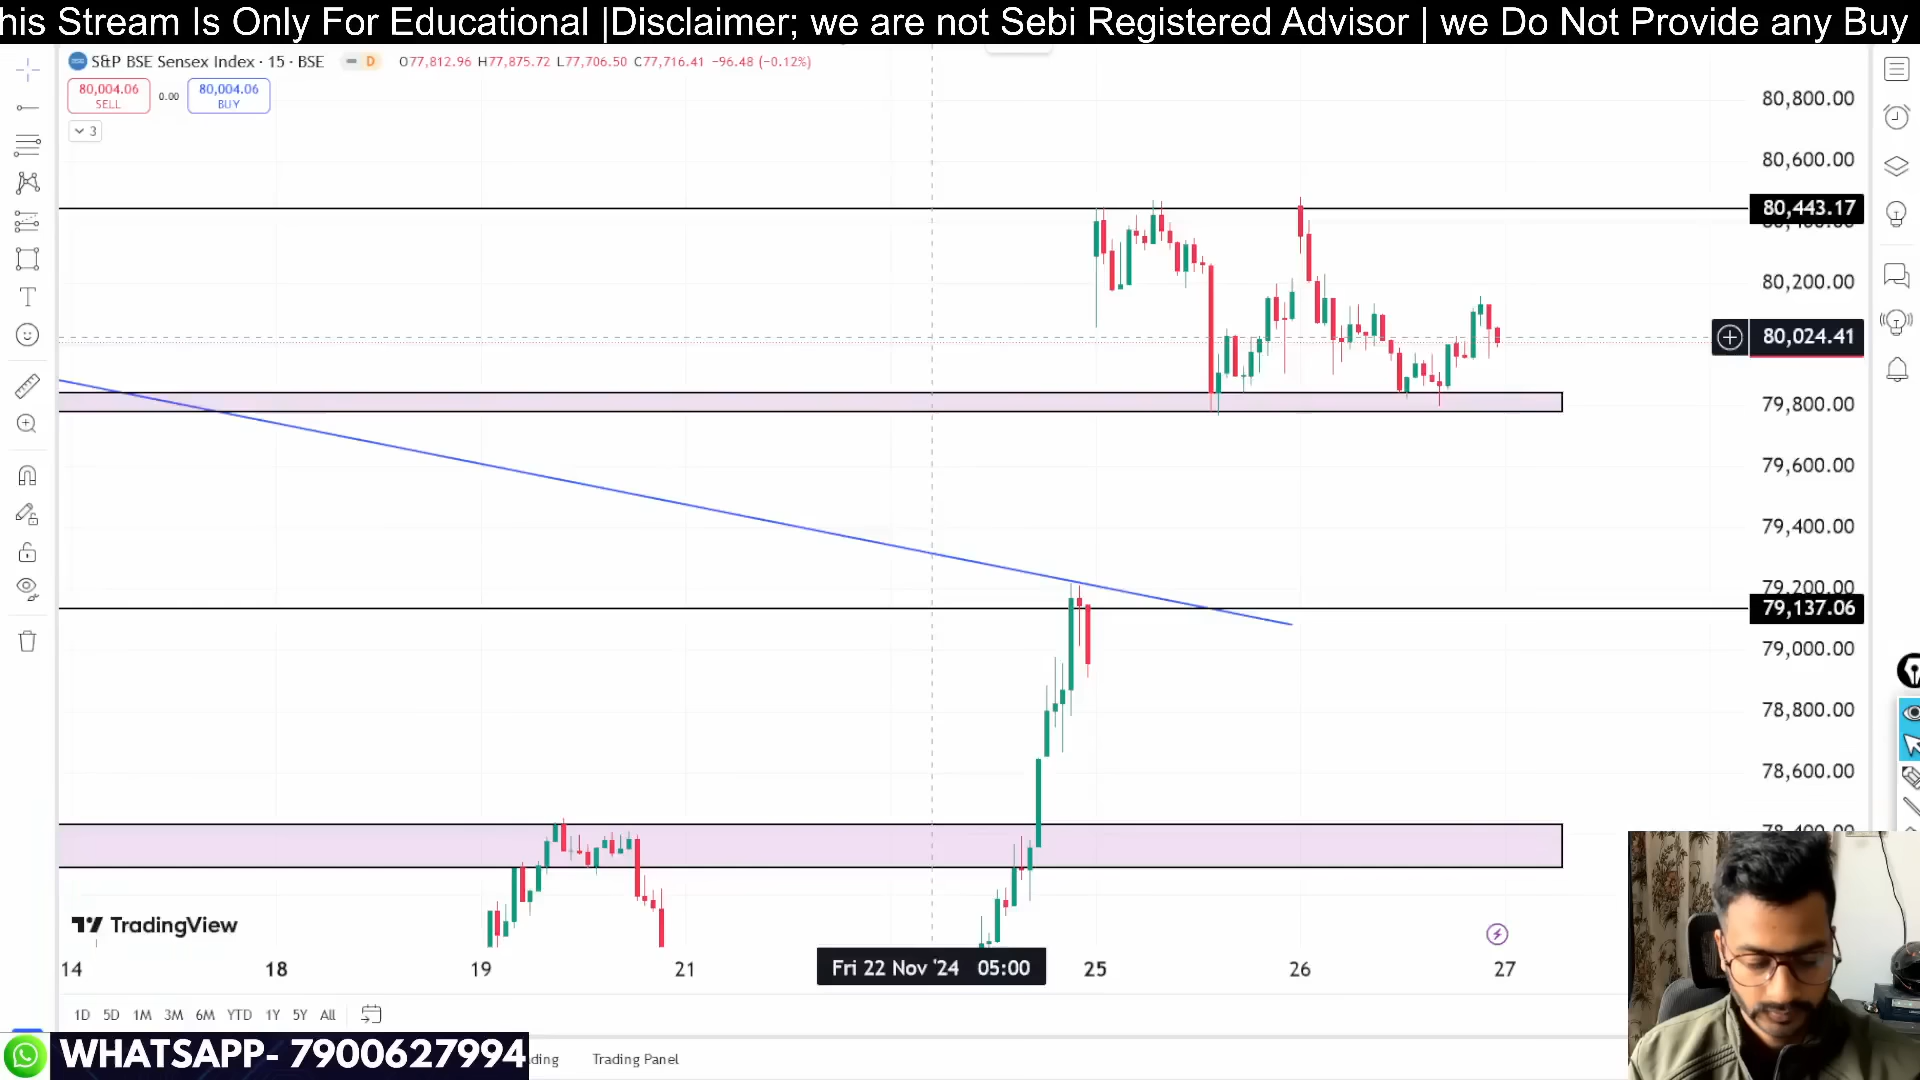 his Stream Is Only For Educational |Disclaimer; we are not Sebi Registered Advisor | we Do Not Provide any Buy
S&P BSE Sensex Index · 15 · BSE
D
O77,812.96 H77,875.72 L77,706.50 C77,716.41 −96.48 (−0.12%)
80,004.06
SELL
0.00
80,004.06
BUY
3
80,800.00
80,600.00
80,443.17
80,200.00
80,024.41
79,800.00
79,600.00
79,400.00
79,200.00
79,137.06
79,000.00
78,800.00
78,600.00
78,400.00
TradingView
14
18
19
21
Fri 22 Nov '24 05:00
25
26
27
1D 5D 1M 3M 6M YTD 1Y 5Y All
WHATSAPP- 7900627994
ding
Trading Panel